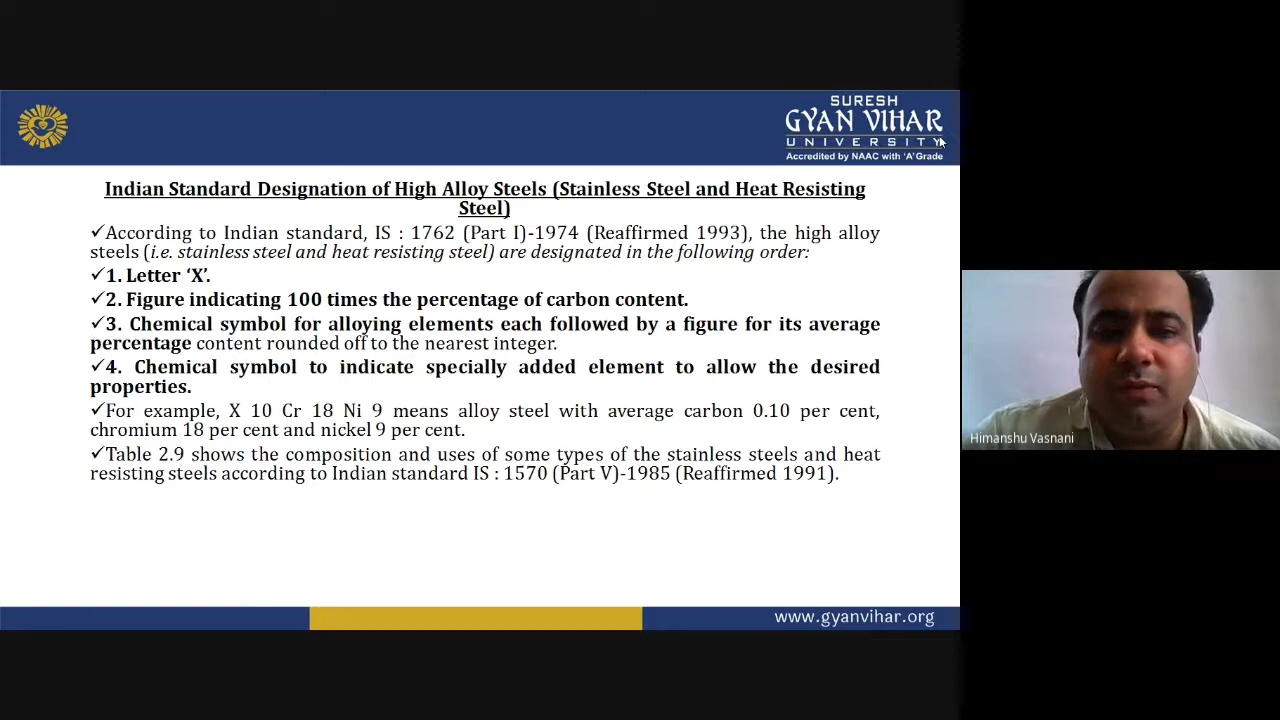 SURESH
GYAN VIHAR
UNIVERSITY
Accredited by NAAC with 'A' Grade
Indian Standard Designation of High Alloy Steels (Stainless Steel and Heat Resisting
Steel)
✓According to Indian standard, IS : 1762 (Part I)-1974 (Reaffirmed 1993), the high alloy
steels (i.e. stainless steel and heat resisting steel) are designated in the following order:
✓1. Letter ‘X’.
✓2. Figure indicating 100 times the percentage of carbon content.
✓3. Chemical symbol for alloying elements each followed by a figure for its average
percentage content rounded off to the nearest integer.
✓4. Chemical symbol to indicate specially added element to allow the desired
properties.
✓For example, X 10 Cr 18 Ni 9 means alloy steel with average carbon 0.10 per cent,
chromium 18 per cent and nickel 9 per cent.
✓Table 2.9 shows the composition and uses of some types of the stainless steels and heat
resisting steels according to Indian standard IS : 1570 (Part V)-1985 (Reaffirmed 1991).
Himanshu Vasnani
www.gyanvihar.org